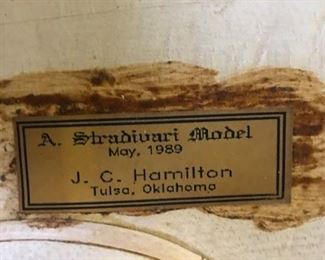 A. Stradivari Model
May, 1989
J. C. Hamilton
Tulsa, Oklahoma